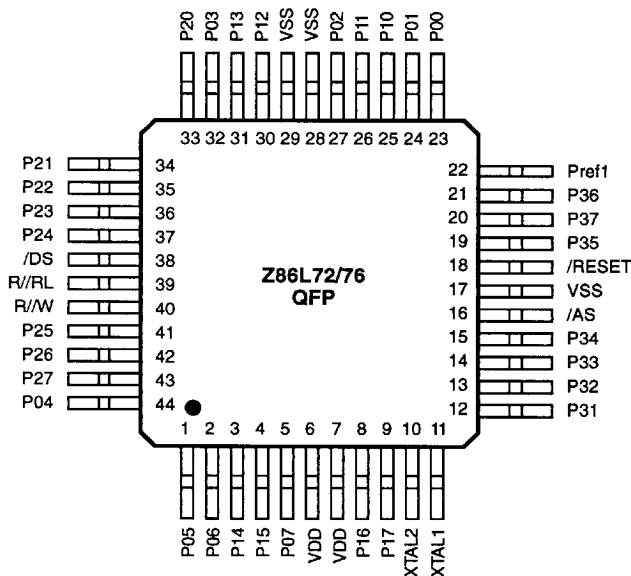 P20 P03 P13 P12 VSS VSS P02 P11 P10 P01 P00
33 32 31 30 29 28 27 26 25 24 23
P21 34
P22 35
P23 36
P24 37
/DS 38
R//RL 39
R//W 40
P25 41
P26 42
P27 43
P04 44
Z86L72/76
QFP
22 Pref1
21 P36
20 P37
19 P35
18 /RESET
17 VSS
16 /AS
15 P34
14 P33
13 P32
12 P31
1 2 3 4 5 6 7 8 9 10 11
P05 P06 P14 P15 P07 VDD VDD P16 P17 XTAL2 XTAL1